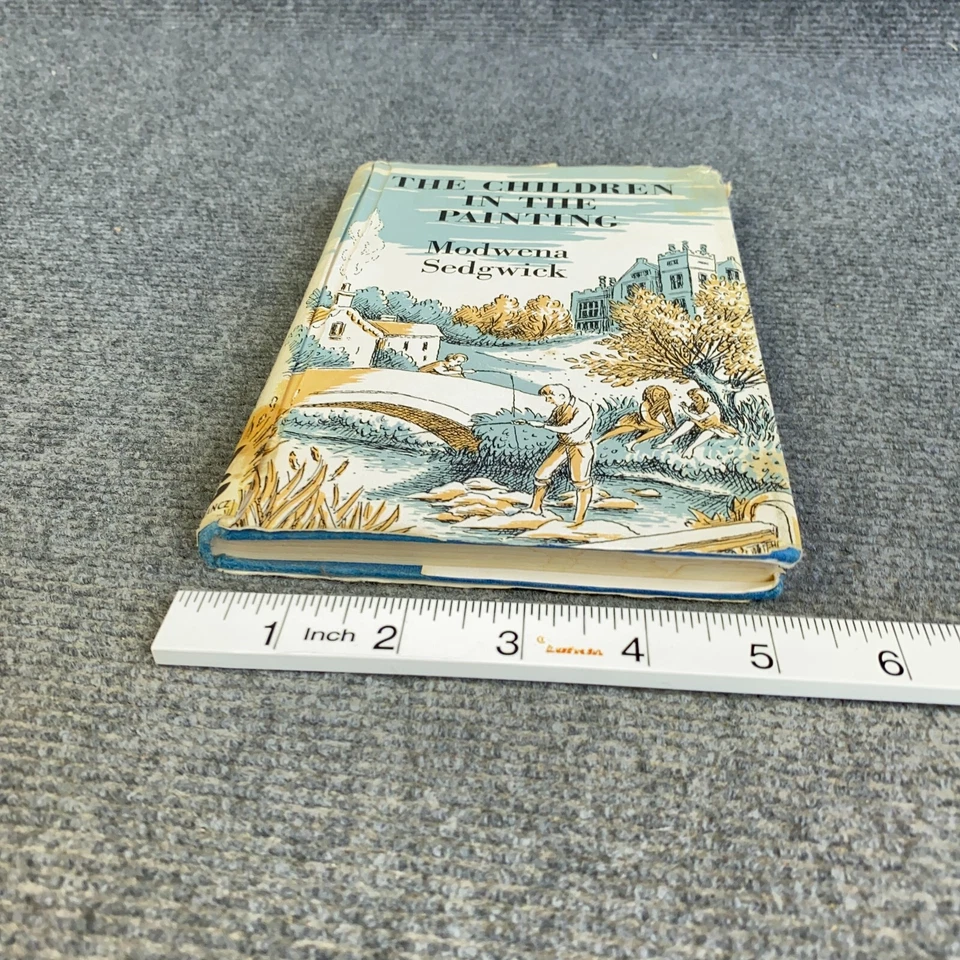 THE CHILDREN
IN THE
PAINTING
Modwena
Sedgwick
1 Inch 2 3 4 5 6